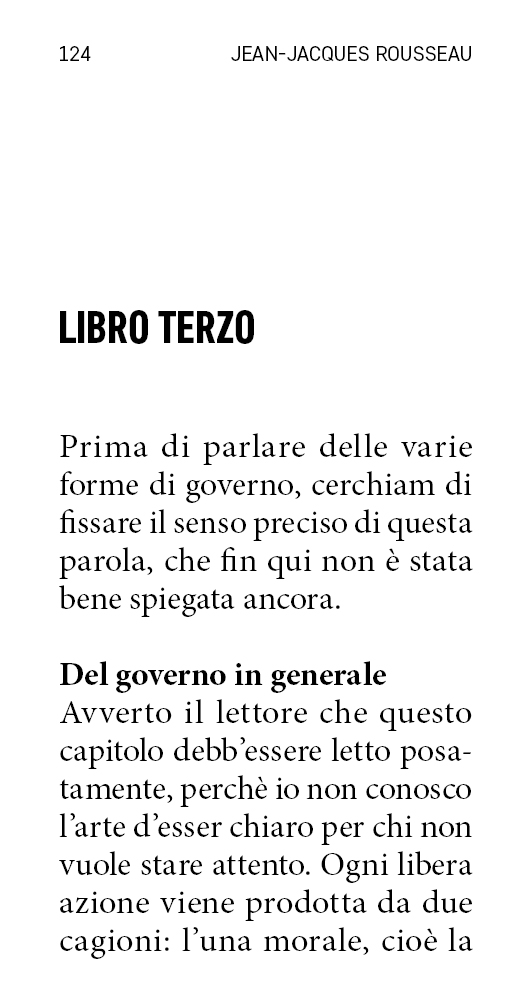 124 JEAN-JACQUES ROUSSEAU
LIBRO TERZO
Prima di parlare delle varie
forme di governo, cerchiam di
fissare il senso preciso di questa
parola, che fin qui non è stata
bene spiegata ancora.
Del governo in generale
Avverto il lettore che questo
capitolo debb’essere letto posa-
tamente, perchè io non conosco
l’arte d’esser chiaro per chi non
vuole stare attento. Ogni libera
azione viene prodotta da due
cagioni: l’una morale, cioè la